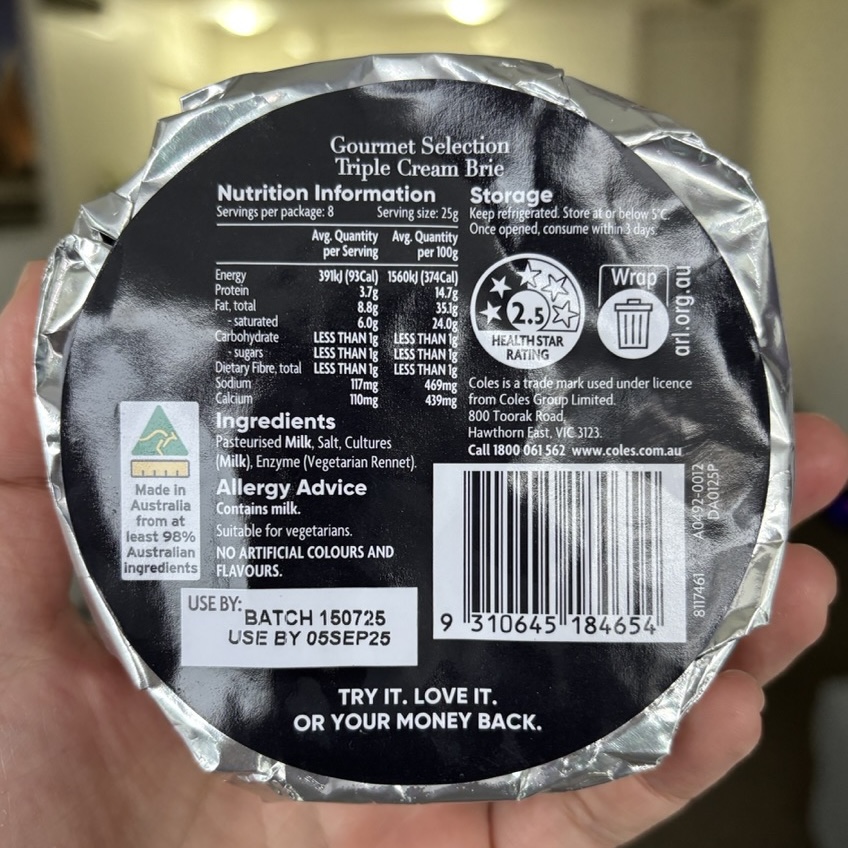 Gourmet Selection
Triple Cream Brie
Nutrition Information
Servings per package: 8 Serving size: 25g
Avg. Quantity per Serving Avg. Quantity per 100g
Energy 391kJ (93Cal) 1560kJ (374Cal)
Protein 3.7g 14.7g
Fat, total 8.8g 35.1g
- saturated 6.0g 24.0g
Carbohydrate LESS THAN 1g LESS THAN 1g
- sugars LESS THAN 1g LESS THAN 1g
Dietary Fibre, total LESS THAN 1g LESS THAN 1g
Sodium 117mg 469mg
Calcium 110mg 439mg
Ingredients
Pasteurised Milk, Salt, Cultures
(Milk), Enzyme (Vegetarian Rennet).
Allergy Advice
Contains milk.
Suitable for vegetarians.
NO ARTIFICIAL COLOURS AND
FLAVOURS.
Storage
Keep refrigerated. Store at or below 5°C.
Once opened, consume within 3 days.
2.5
HEALTH STAR
RATING
Wrap
arl.org.au
Coles is a trade mark used under licence
from Coles Group Limited.
800 Toorak Road,
Hawthorn East, VIC 3123.
Call 1800 061 562 www.coles.com.au
Made in
Australia
from at
least 98%
Australian
ingredients
USE BY:
BATCH 150725
USE BY 05SEP25
9 310645 184654
8117461 A0492-0012
DA0125P
TRY IT. LOVE IT.
OR YOUR MONEY BACK.